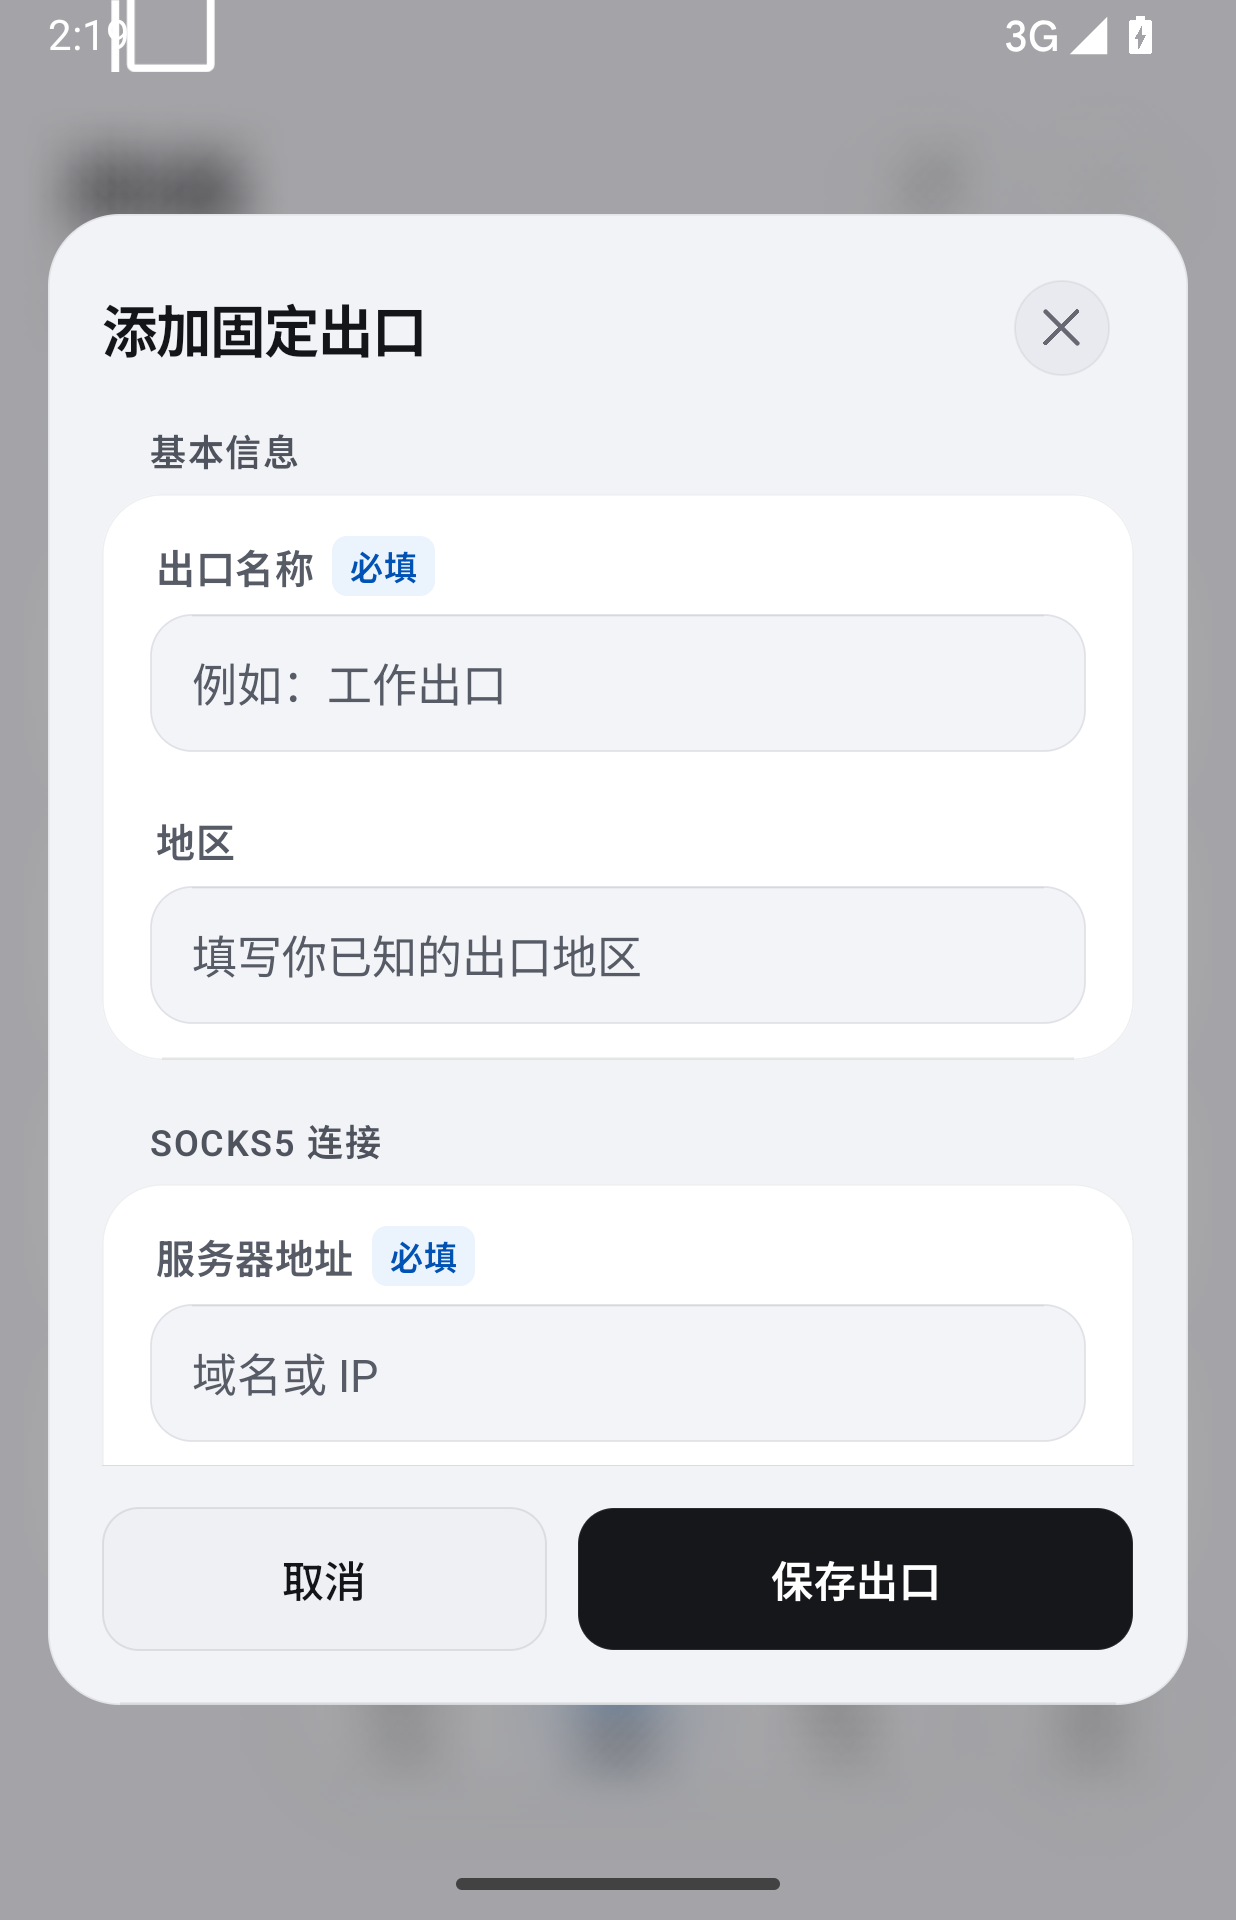 2:19
3G
添加固定出口
基本信息
出口名称 必填
例如：工作出口
地区
填写你已知的出口地区
SOCKS5 连接
服务器地址 必填
域名或 IP
取消
保存出口